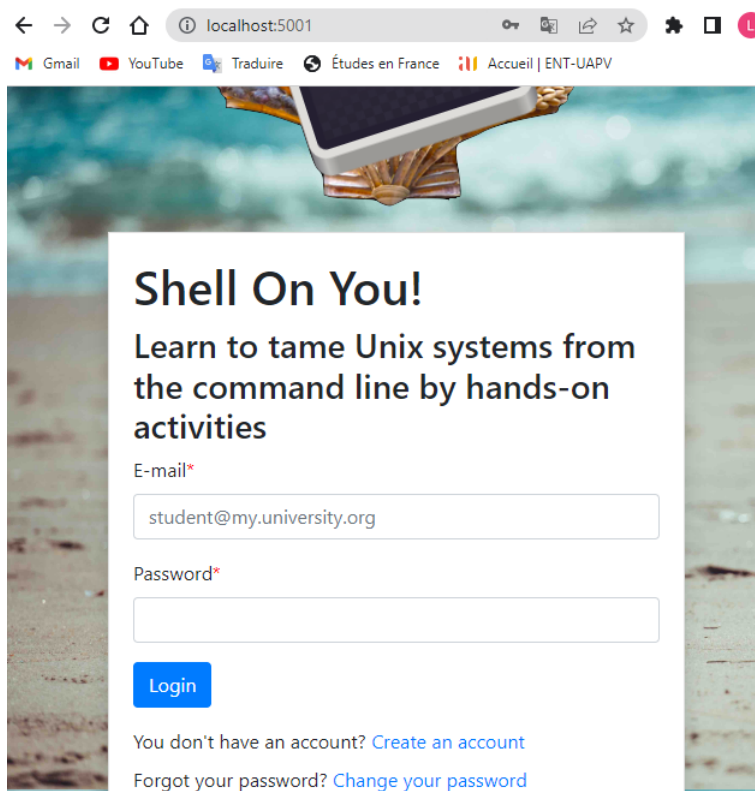 localhost:5001
L
Gmail YouTube Traduire Études en France Accueil | ENT-UAPV
Shell On You!
Learn to tame Unix systems from
the command line by hands-on
activities
E-mail*
student@my.university.org
Password*
Login
You don't have an account? Create an account
Forgot your password? Change your password